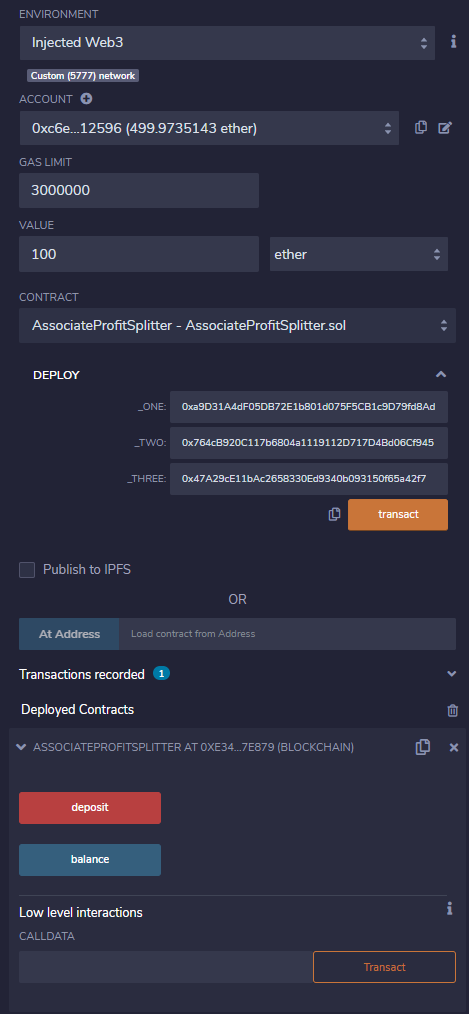 ENVIRONMENT
Injected Web3
Custom (5777) network
ACCOUNT
0xc6e...12596 (499.9735143 ether)
GAS LIMIT
3000000
VALUE
100 ether
CONTRACT
AssociateProfitSplitter - AssociateProfitSplitter.sol
DEPLOY
_ONE: 0xa9D31A4dF05DB72E1b801d075F5CB1c9D79fd8Ad
_TWO: 0x764cB920C117b6804a1119112D717D4Bd06Cf945
_THREE: 0x47A29cE11bAc2658330Ed9340b093150f65a42f7
transact
Publish to IPFS
OR
At Address Load contract from Address
Transactions recorded 1
Deployed Contracts
ASSOCIATEPROFITSPLITTER AT 0XE34...7E879 (BLOCKCHAIN)
deposit
balance
Low level interactions
CALLDATA
Transact